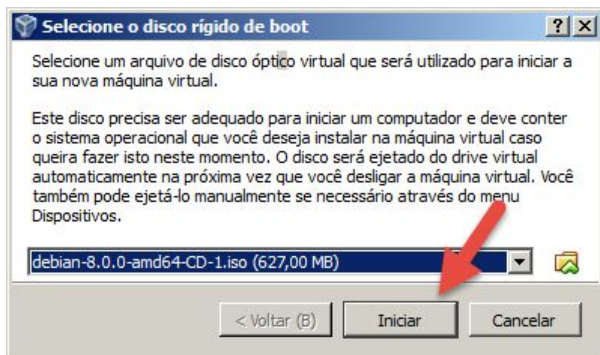 Selecione o disco rígido de boot
Selecione um arquivo de disco óptico virtual que será utilizado para iniciar a
sua nova máquina virtual.
Este disco precisa ser adequado para iniciar um computador e deve conter
o sistema operacional que você deseja instalar na máquina virtual caso
queira fazer isto neste momento. O disco será ejetado do drive virtual
automaticamente na próxima vez que você desligar a máquina virtual. Você
também pode ejetá-lo manualmente se necessário através do menu
Dispositivos.
debian-8.0.0-amd64-CD-1.iso (627,00 MB)
< Voltar (B) Iniciar Cancelar